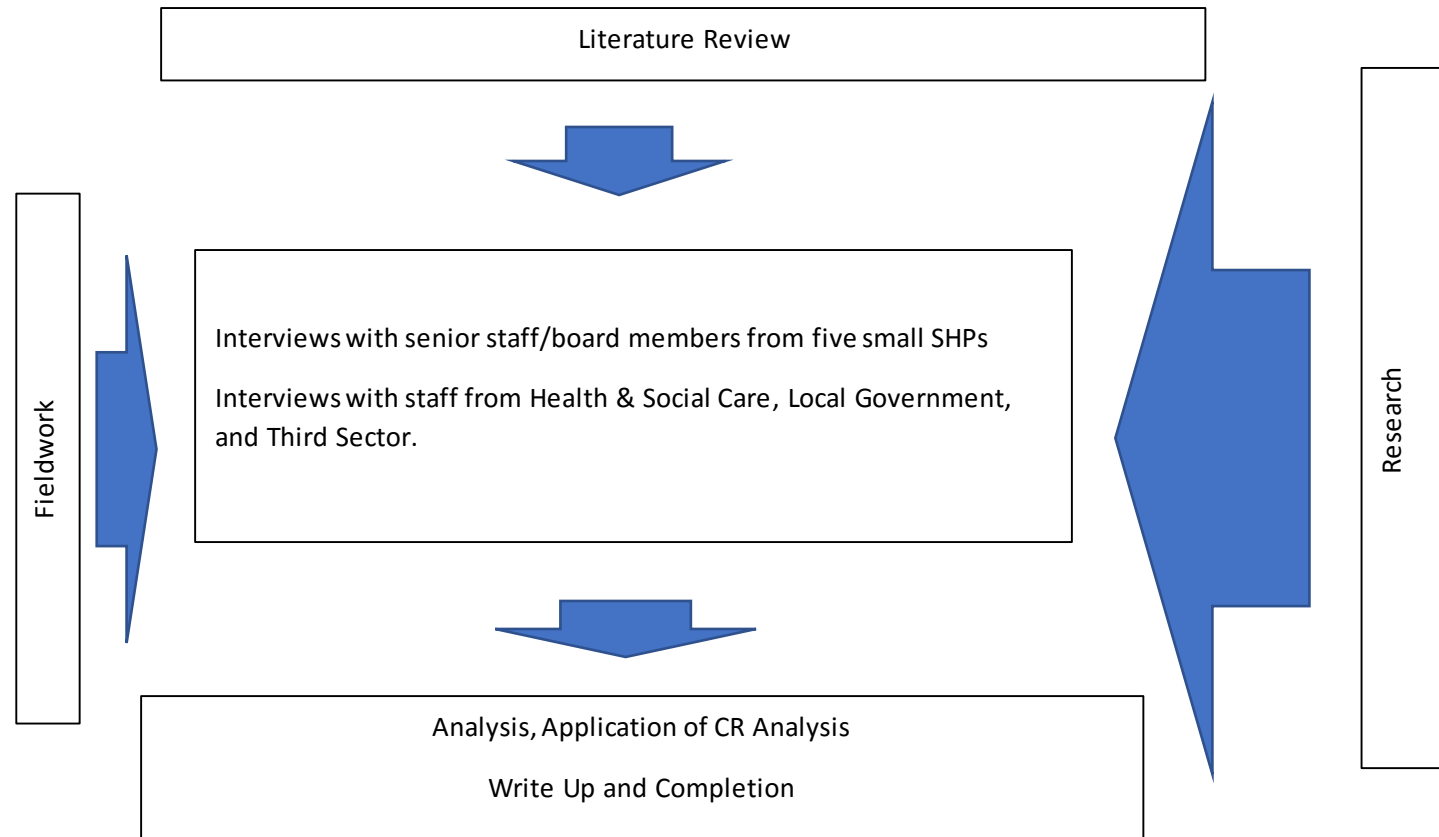 Literature Review
Fieldwork
Interviews with senior staff/board members from five small SHPs
Interviews with staff from Health & Social Care, Local Government,
and Third Sector.
Research
Analysis, Application of CR Analysis
Write Up and Completion